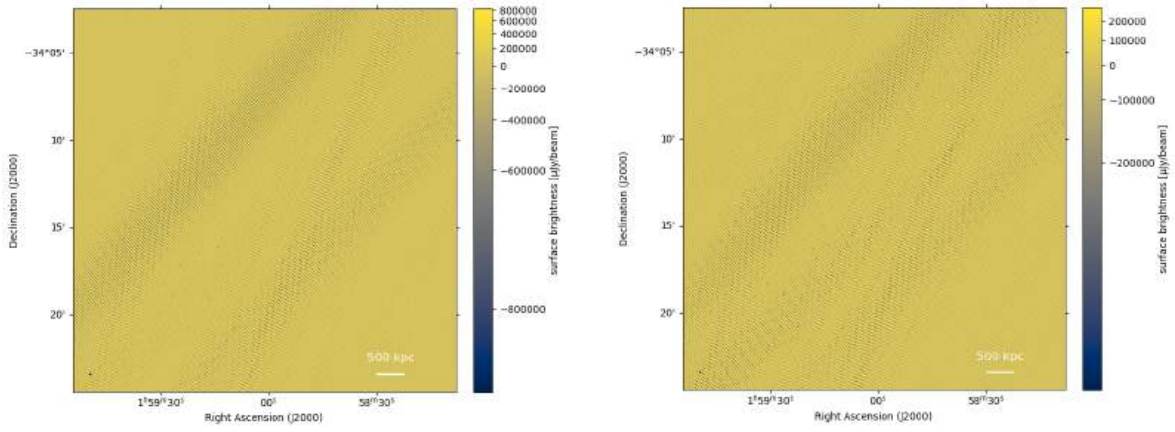 −34°05'
10'
15'
20'
Declination (J2000)
1ʰ59ᵐ30ˢ
00ˢ
58ᵐ30ˢ
Right Ascension (J2000)
500 kpc
800000
600000
400000
200000
0
−200000
−400000
−600000
−800000
surface brightness [μJy/beam]
−34°05'
10'
15'
20'
Declination (J2000)
1ʰ59ᵐ30ˢ
00ˢ
58ᵐ30ˢ
Right Ascension (J2000)
500 kpc
200000
100000
0
−100000
−200000
surface brightness [μJy/beam]